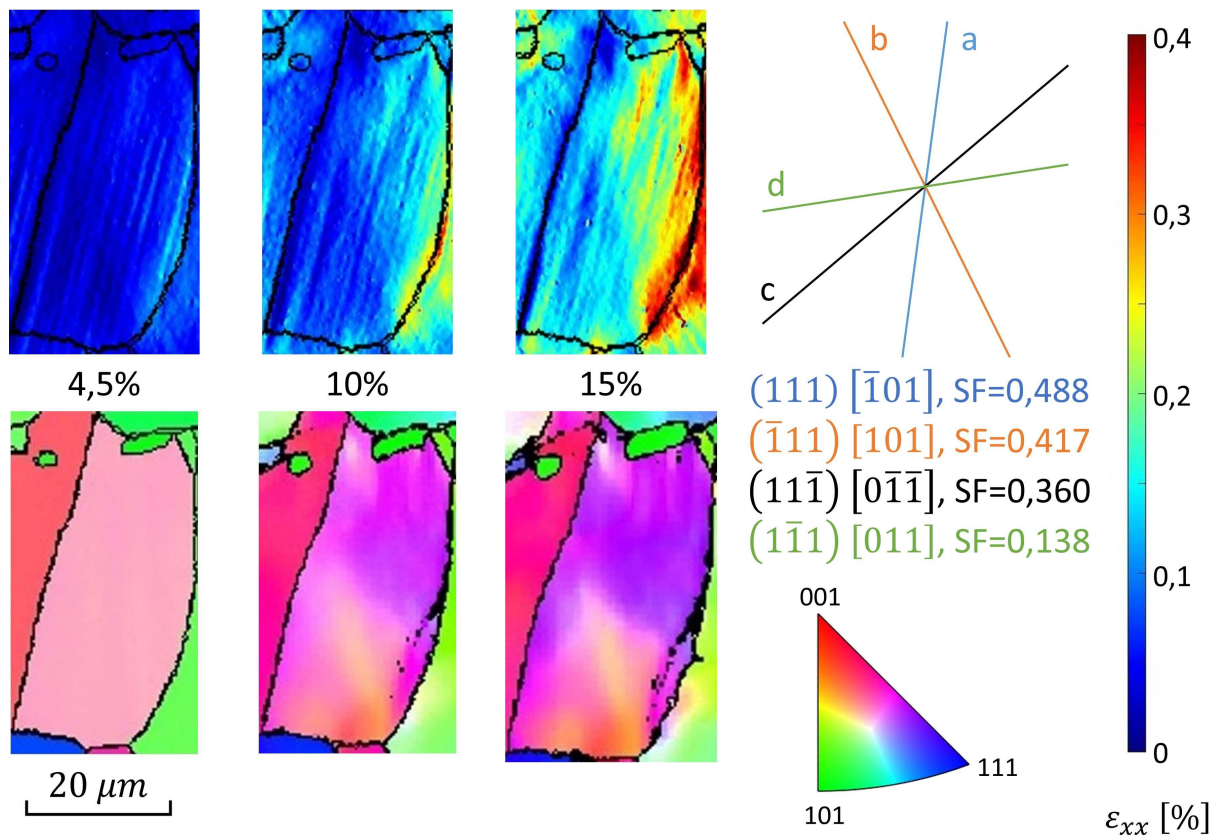 4,5%
10%
15%
20 μm
a
b
c
d
(111) [1̅01], SF=0,488
(1̅11) [101], SF=0,417
(111̅) [01̅1̅], SF=0,360
(11̅1) [011], SF=0,138
001
101
111
0,4
0,3
0,2
0,1
0
εxx [%]